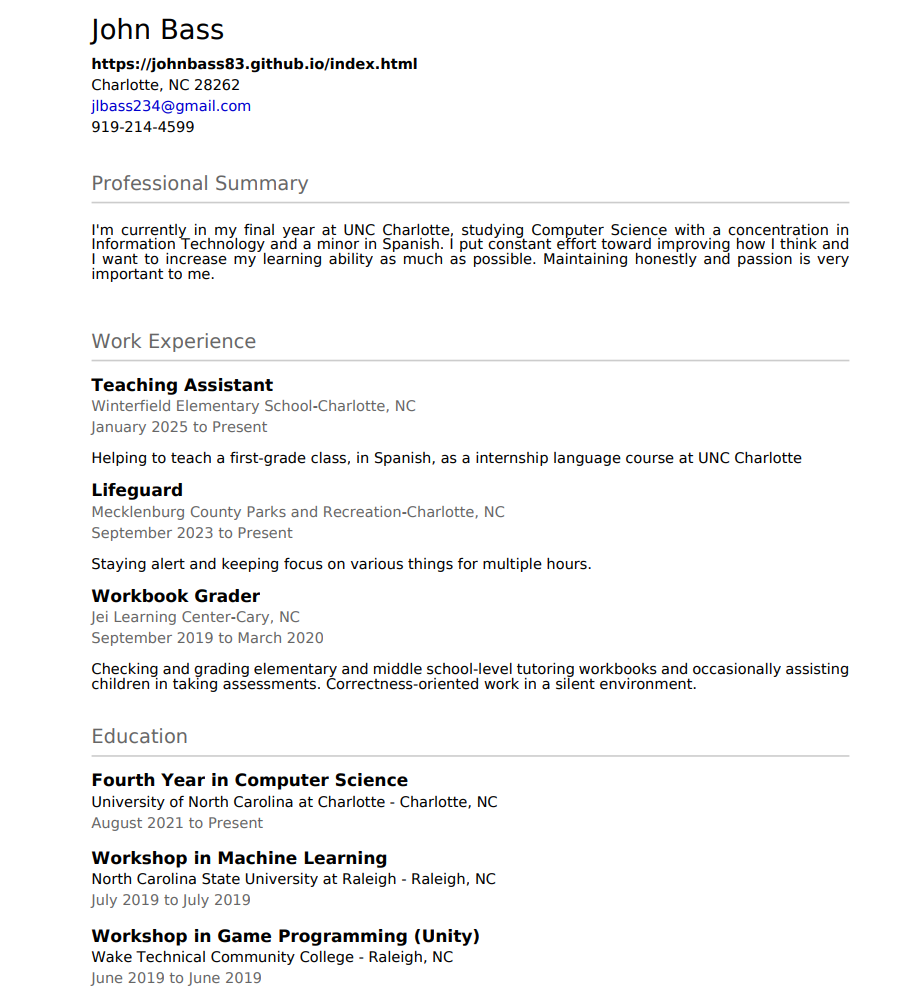 John Bass
https://johnbass83.github.io/index.html
Charlotte, NC 28262
jlbass234@gmail.com
919-214-4599
Professional Summary
I'm currently in my final year at UNC Charlotte, studying Computer Science with a concentration in
Information Technology and a minor in Spanish. I put constant effort toward improving how I think and
I want to increase my learning ability as much as possible. Maintaining honestly and passion is very
important to me.
Work Experience
Teaching Assistant
Winterfield Elementary School-Charlotte, NC
January 2025 to Present
Helping to teach a first-grade class, in Spanish, as a internship language course at UNC Charlotte
Lifeguard
Mecklenburg County Parks and Recreation-Charlotte, NC
September 2023 to Present
Staying alert and keeping focus on various things for multiple hours.
Workbook Grader
Jei Learning Center-Cary, NC
September 2019 to March 2020
Checking and grading elementary and middle school-level tutoring workbooks and occasionally assisting
children in taking assessments. Correctness-oriented work in a silent environment.
Education
Fourth Year in Computer Science
University of North Carolina at Charlotte - Charlotte, NC
August 2021 to Present
Workshop in Machine Learning
North Carolina State University at Raleigh - Raleigh, NC
July 2019 to July 2019
Workshop in Game Programming (Unity)
Wake Technical Community College - Raleigh, NC
June 2019 to June 2019